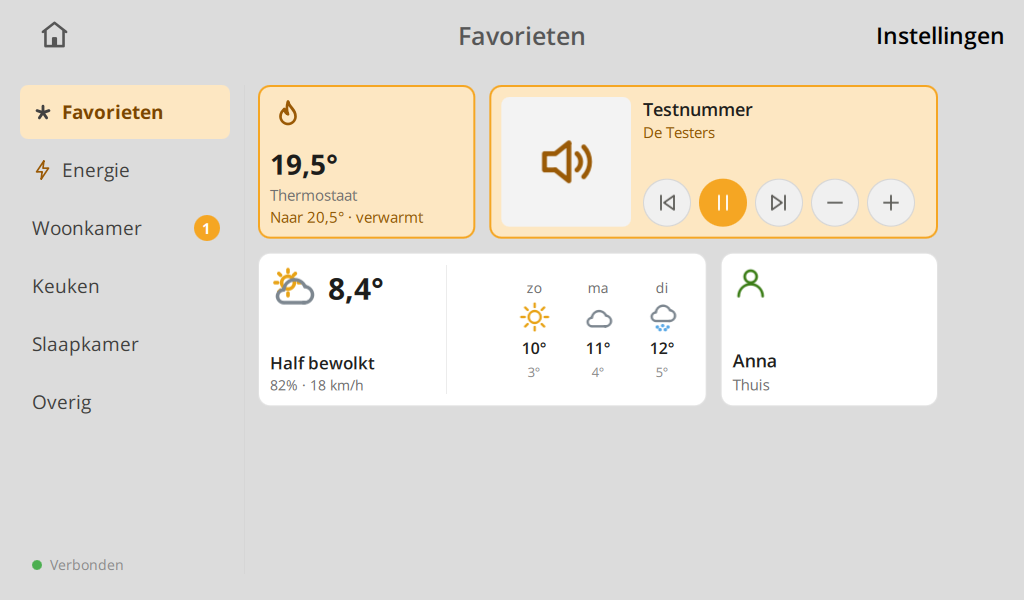 Favorieten
Instellingen
Favorieten
Energie
Woonkamer 1
Keuken
Slaapkamer
Overig
Verbonden
19,5°
Thermostaat
Naar 20,5° · verwarmt
Testnummer
De Testers
8,4°
Half bewolkt
82% · 18 km/h
zo ma di
10° 11° 12°
3° 4° 5°
Anna
Thuis